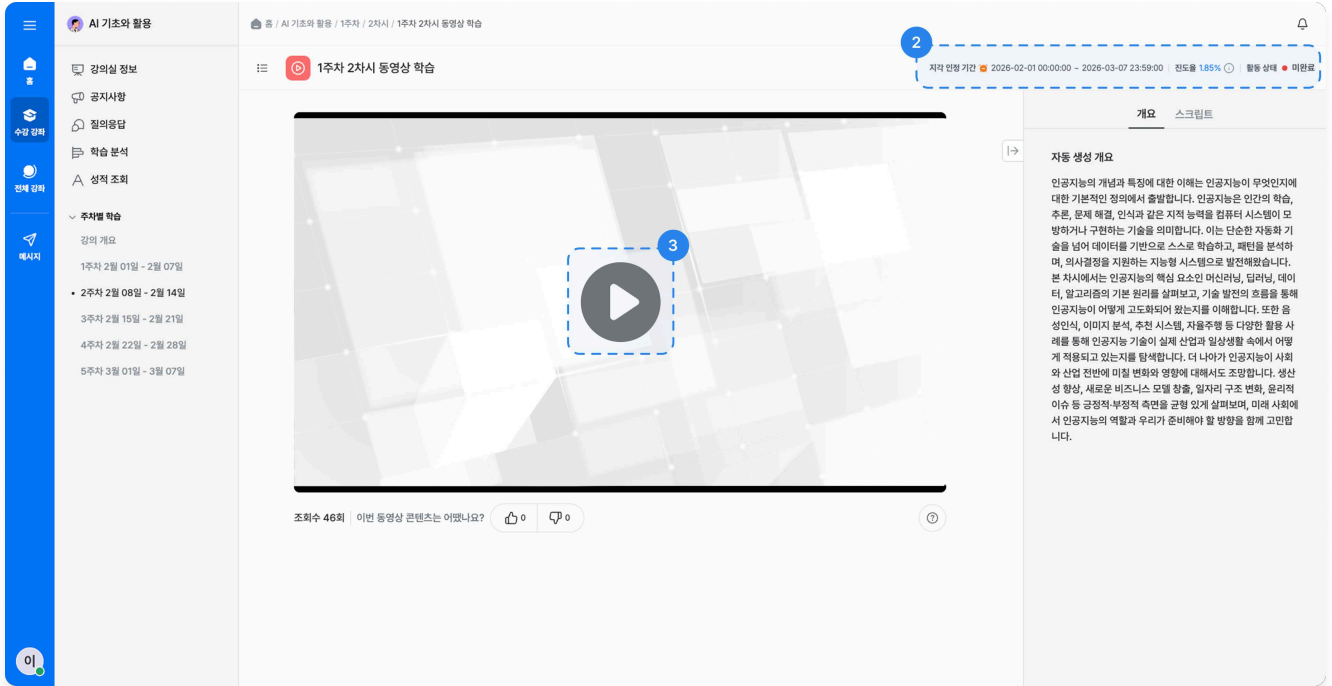 홈
수강 강좌
전체 강좌
메시지
이
AI 기초와 활용
강의실 정보
공지사항
질의응답
학습 분석
성적 조회
주차별 학습
강의 개요
1주차 2월 01일 - 2월 07일
2주차 2월 08일 - 2월 14일
3주차 2월 15일 - 2월 21일
4주차 2월 22일 - 2월 28일
5주차 3월 01일 - 3월 07일
홈 / AI 기초와 활용 / 1주차 / 2차시 / 1주차 2차시 동영상 학습
1주차 2차시 동영상 학습
2
지각 인정 기간 2026-02-01 00:00:00 ~ 2026-03-07 23:59:00 진도율 1.85% 활동 상태 미완료
3
조회수 46회 이번 동영상 콘텐츠는 어땠나요? 0 0
개요 스크립트
자동 생성 개요
인공지능의 개념과 특징에 대한 이해는 인공지능이 무엇인지에
대한 기본적인 정의에서 출발합니다. 인공지능은 인간의 학습,
추론, 문제 해결, 인식과 같은 지적 능력을 컴퓨터 시스템이 모
방하거나 구현하는 기술을 의미합니다. 이는 단순한 자동화 기
술을 넘어 데이터를 기반으로 스스로 학습하고, 패턴을 분석하
며, 의사결정을 지원하는 지능형 시스템으로 발전해왔습니다.
본 차시에서는 인공지능의 핵심 요소인 머신러닝, 딥러닝, 데이
터, 알고리즘의 기본 원리를 살펴보고, 기술 발전의 흐름을 통해
인공지능이 어떻게 고도화되어 왔는지를 이해합니다. 또한 음
성인식, 이미지 분석, 추천 시스템, 자율주행 등 다양한 활용 사
례를 통해 인공지능 기술이 실제 산업과 일상생활 속에서 어떻
게 적용되고 있는지를 탐색합니다. 더 나아가 인공지능이 사회
와 산업 전반에 미칠 변화와 영향에 대해서도 조망합니다. 생산
성 향상, 새로운 비즈니스 모델 창출, 일자리 구조 변화, 윤리적
이슈 등 긍정적·부정적 측면을 균형 있게 살펴보며, 미래 사회에
서 인공지능의 역할과 우리가 준비해야 할 방향을 함께 고민합
니다.